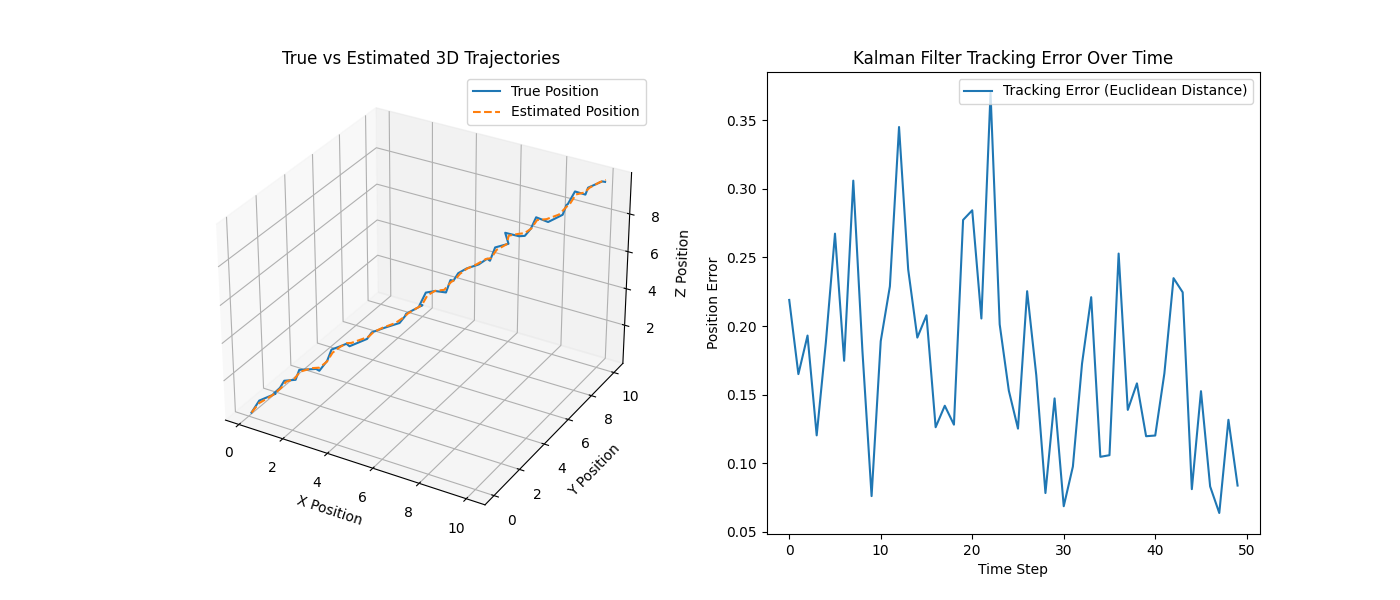 True vs Estimated 3D Trajectories
True Position
Estimated Position
8
6
4
2
Z Position
0
2
4
6
8
10
X Position
0
2
4
6
8
10
Y Position
Kalman Filter Tracking Error Over Time
Tracking Error (Euclidean Distance)
0.35
0.30
0.25
0.20
0.15
0.10
0.05
Position Error
0
10
20
30
40
50
Time Step